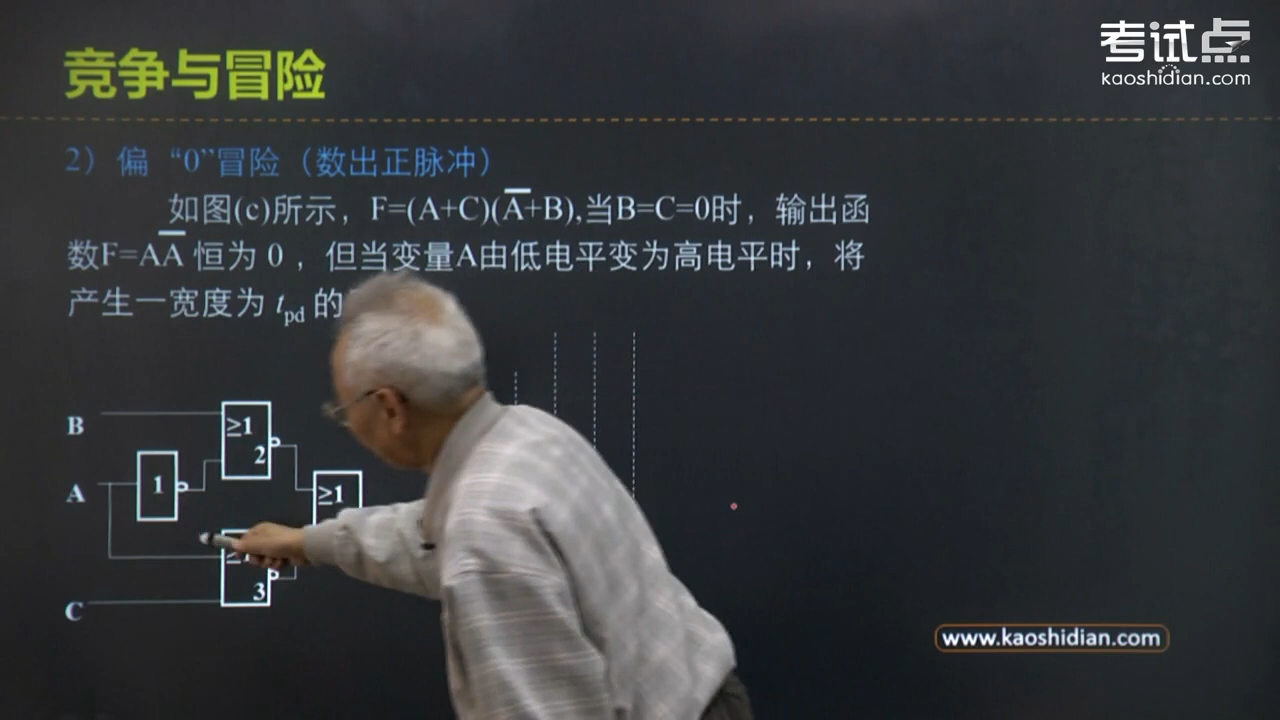 考试点
kaoshidian.com
竞争与冒险
2）偏“0”冒险（数出正脉冲）
如图(c)所示，F=(A+C)(A̅+B),当B=C=0时，输出函
数F=AA̅ 恒为 0 ，但当变量A由低电平变为高电平时，将
产生一宽度为 tpd 的
B
≥1
2
A
1
≥1
≥1
3
C
www.kaoshidian.com